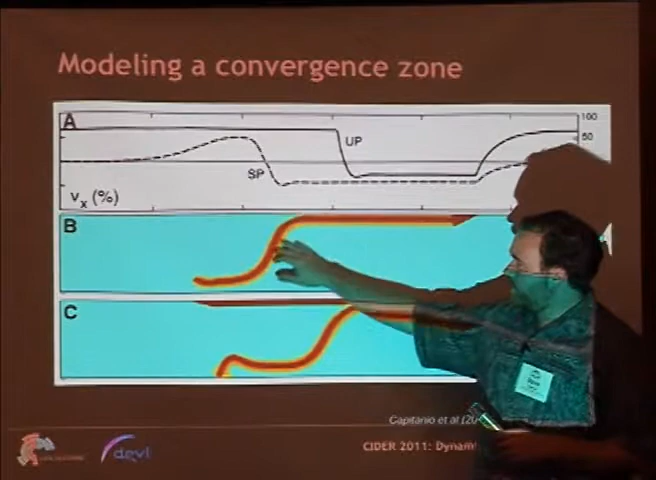 Modeling a convergence zone
A
100
UP
50
SP
vx (%)
B
C
Capitanio et al (20
devl
CIDER 2011: Dynam